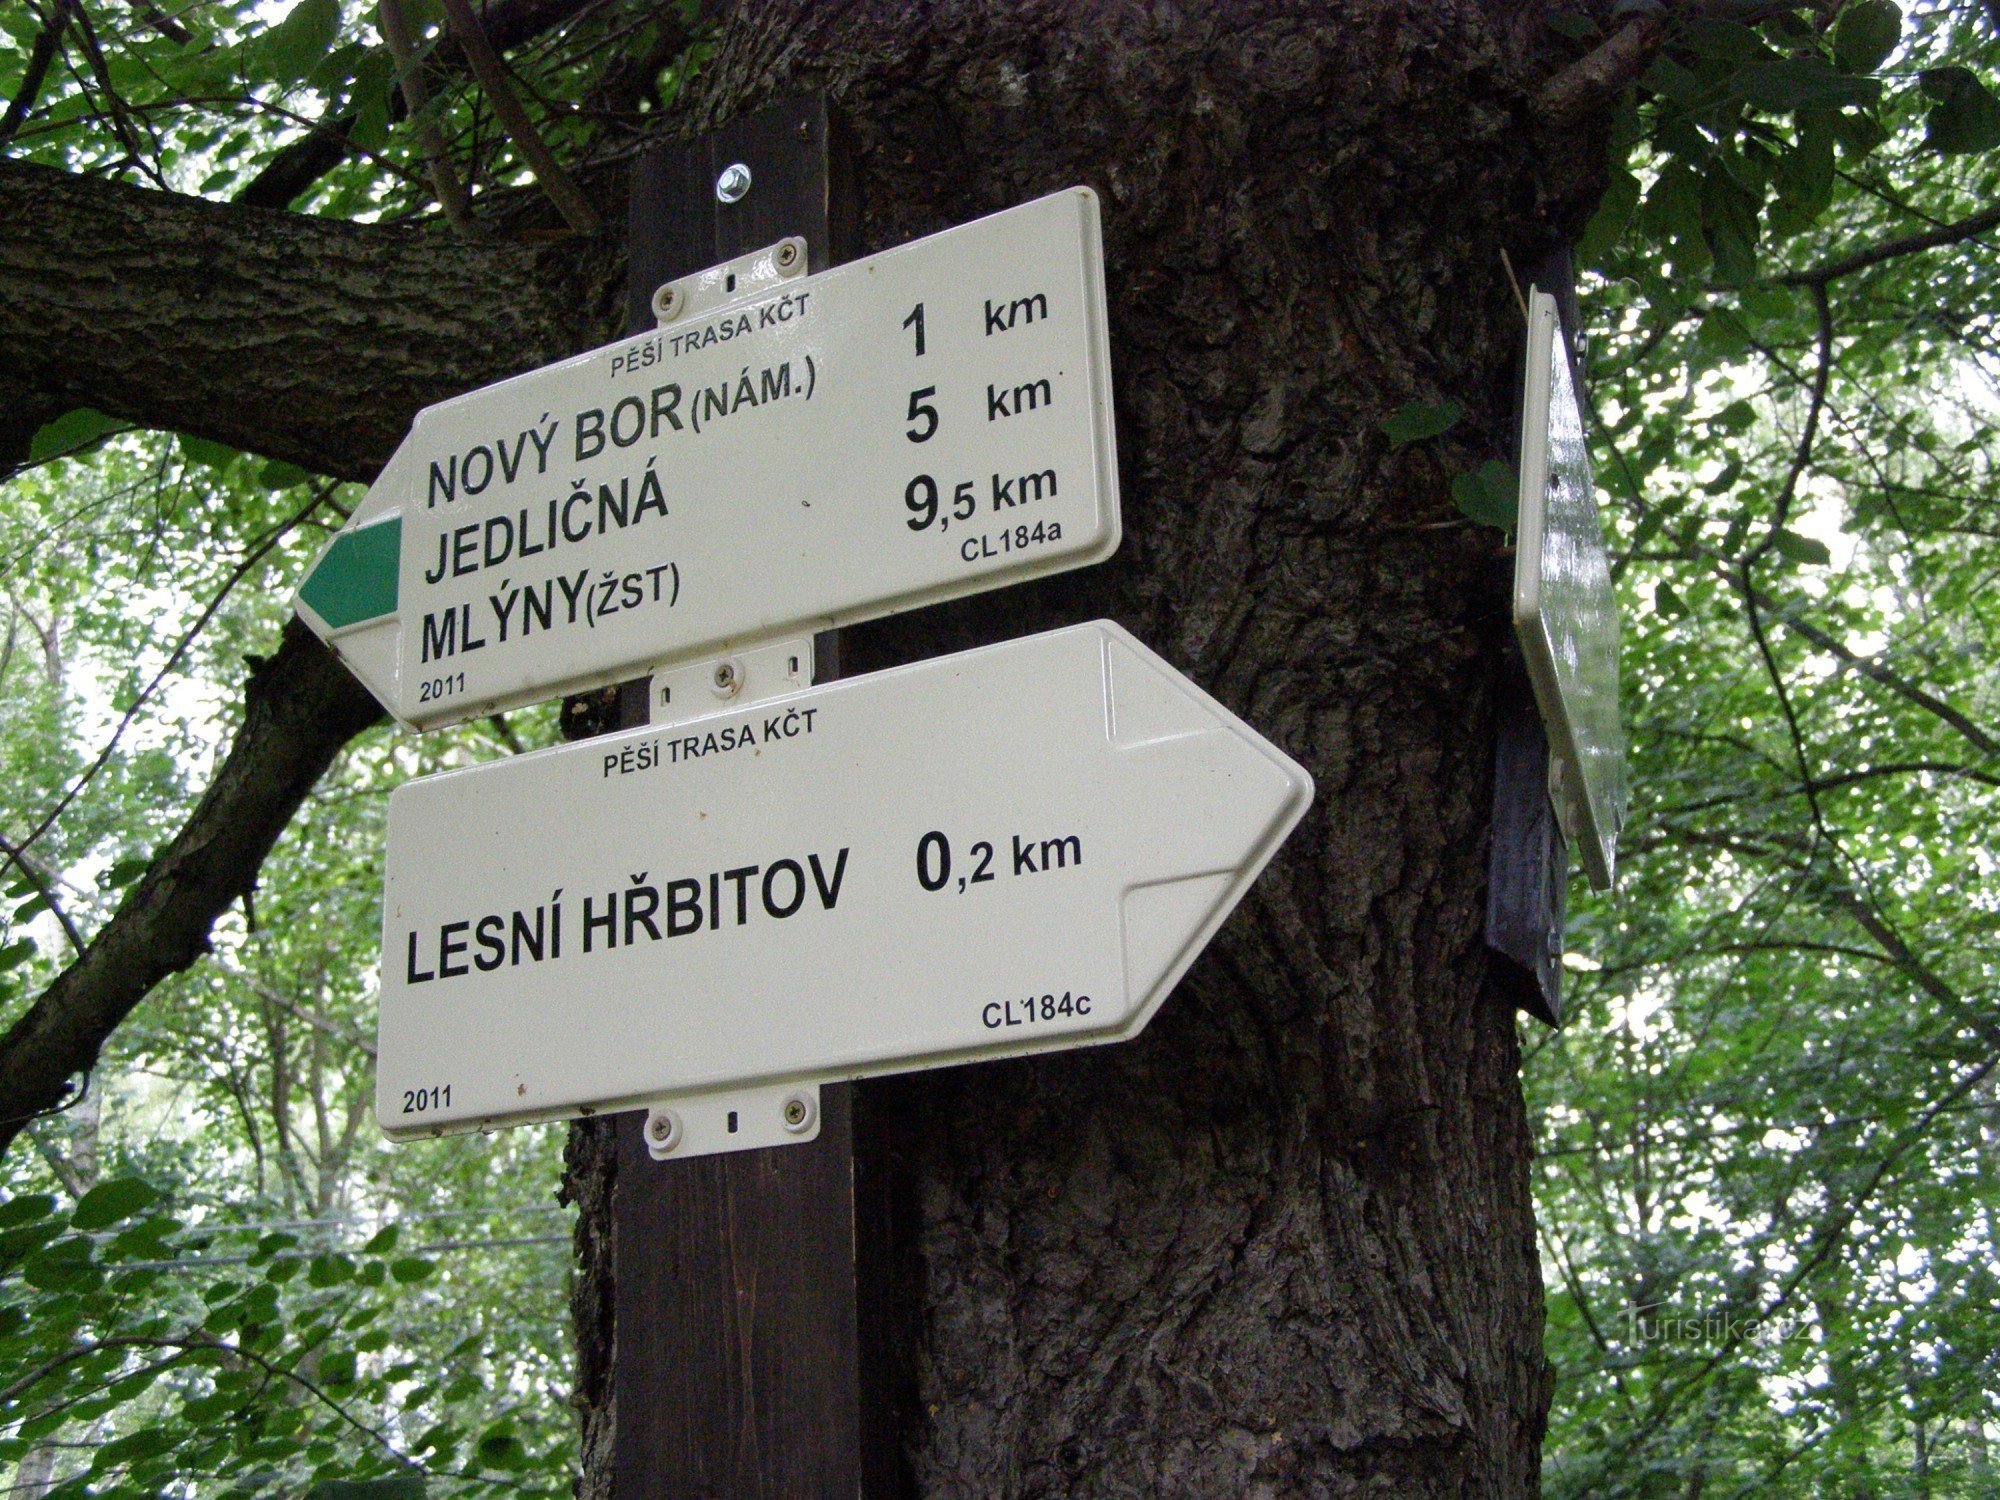 PĚŠÍ TRASA KČT
NOVÝ BOR (NÁM.) 1 km
JEDLIČNÁ 5 km
MLÝNY (ŽST) 9,5 km
CL184a
2011
PĚŠÍ TRASA KČT
LESNÍ HŘBITOV 0,2 km
CL184c
2011
Turistika.cz